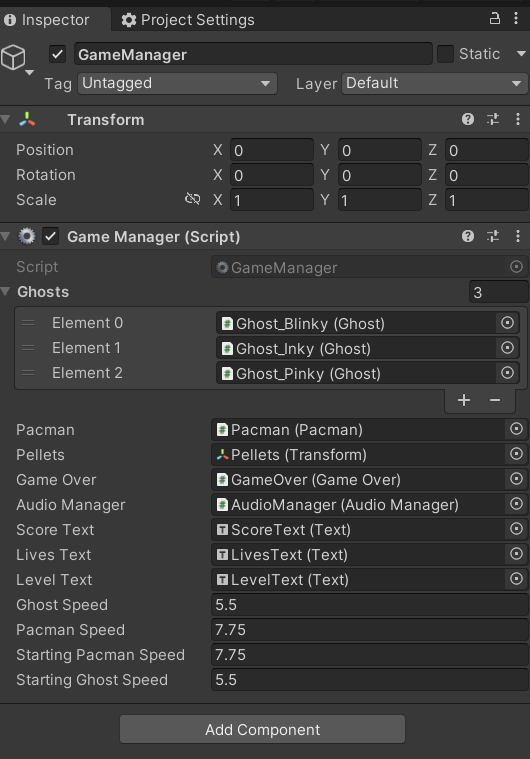 Inspector Project Settings
GameManager Static
Tag Untagged Layer Default
Transform
Position X 0 Y 0 Z 0
Rotation X 0 Y 0 Z 0
Scale X 1 Y 1 Z 1
Game Manager (Script)
Script GameManager
Ghosts 3
Element 0 Ghost_Blinky (Ghost)
Element 1 Ghost_Inky (Ghost)
Element 2 Ghost_Pinky (Ghost)
Pacman Pacman (Pacman)
Pellets Pellets (Transform)
Game Over GameOver (Game Over)
Audio Manager AudioManager (Audio Manager)
Score Text ScoreText (Text)
Lives Text LivesText (Text)
Level Text LevelText (Text)
Ghost Speed 5.5
Pacman Speed 7.75
Starting Pacman Speed 7.75
Starting Ghost Speed 5.5
Add Component